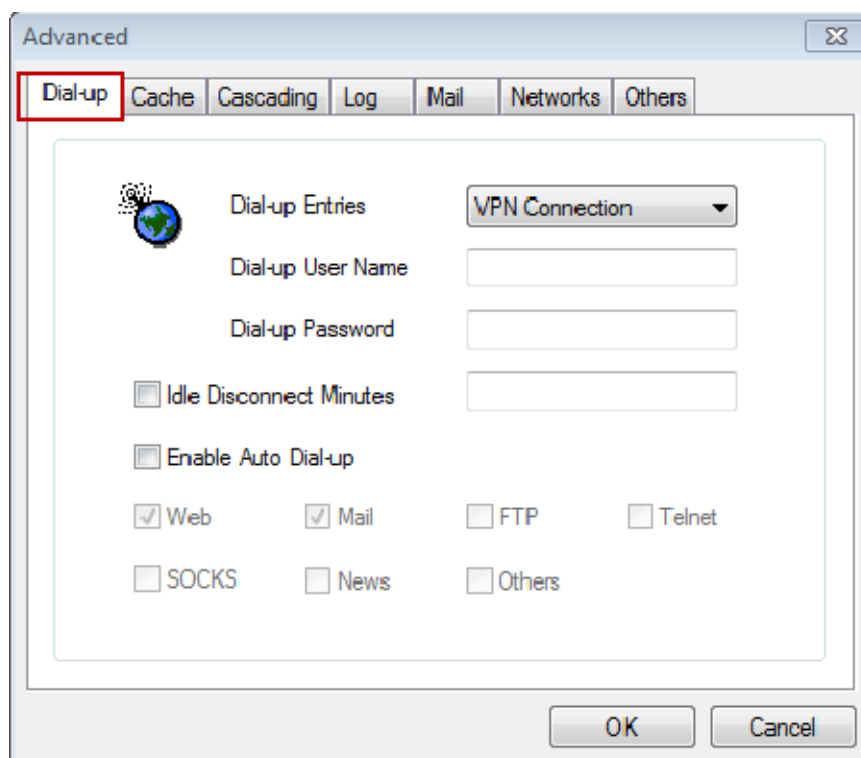 Advanced
Dial-up Cache Cascading Log Mail Networks Others
Dial-up Entries VPN Connection
Dial-up User Name
Dial-up Password
Idle Disconnect Minutes
Enable Auto Dial-up
Web Mail FTP Telnet
SOCKS News Others
OK Cancel